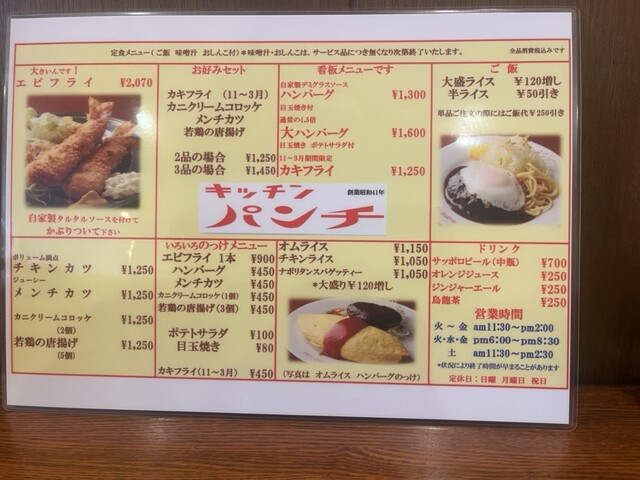 定食メニュー(ご飯 味噌汁 おしんこ付)*味噌汁・おしんこは、サービス品につき無くなり次第終了いたします。
全品消費税込みです
大きいんです!
エビフライ ¥2,070
自家製タルタルソースを付けて
かぶりついて下さい
お好みセット
カキフライ (11～3月)
カニクリームコロッケ
メンチカツ
若鶏の唐揚げ
2品の場合 ¥1,250
3品の場合 ¥1,450
看板メニューです
自家製デミグラスソース
ハンバーグ ¥1,300
目玉焼き付
通常の1.5倍
大ハンバーグ ¥1,600
目玉焼き ポテトサラダ付
11～3月期間限定
カキフライ ¥1,250
ご飯
大盛ライス ¥120増し
半ライス ¥50引き
単品ご注文の際にはご飯代¥250引き
キッチン
創業昭和41年
パンチ
ボリューム満点
チキンカツ ¥1,250
ジューシー
メンチカツ ¥1,250
カニクリームコロッケ ¥1,250
(2個)
若鶏の唐揚げ ¥1,250
(5個)
いろいろのっけメニュー
エビフライ 1本 ¥900
ハンバーグ ¥450
メンチカツ ¥450
カニクリームコロッケ(1個) ¥450
若鶏の唐揚げ(3個) ¥450
ポテトサラダ ¥100
目玉焼き ¥80
カキフライ(11～3月) ¥450
オムライス ¥1,150
チキンライス ¥1,050
ナポリタンスパゲッティー ¥1,050
*大盛り¥120増し
(写真は オムライス ハンバーグのっけ)
ドリンク
サッポロビール(中瓶) ¥700
オレンジジュース ¥250
ジンジャーエール ¥250
烏龍茶 ¥250
営業時間
火 ～ 金 am11:30～pm2:00
火・水・金 pm6:00～pm8:30
土 am11:30～pm2:30
*状況により終了時間が早まることがあります
定休日:日曜 月曜日 祝日